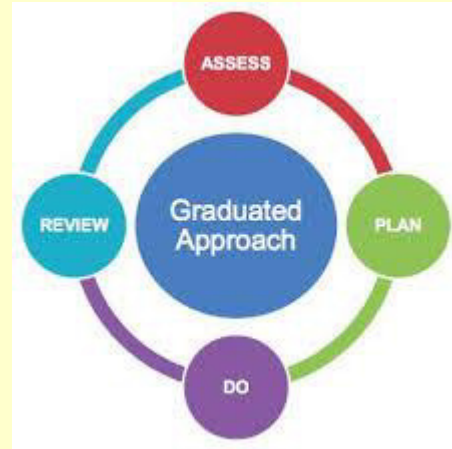 ASSESS
Graduated
Approach
REVIEW
PLAN
DO